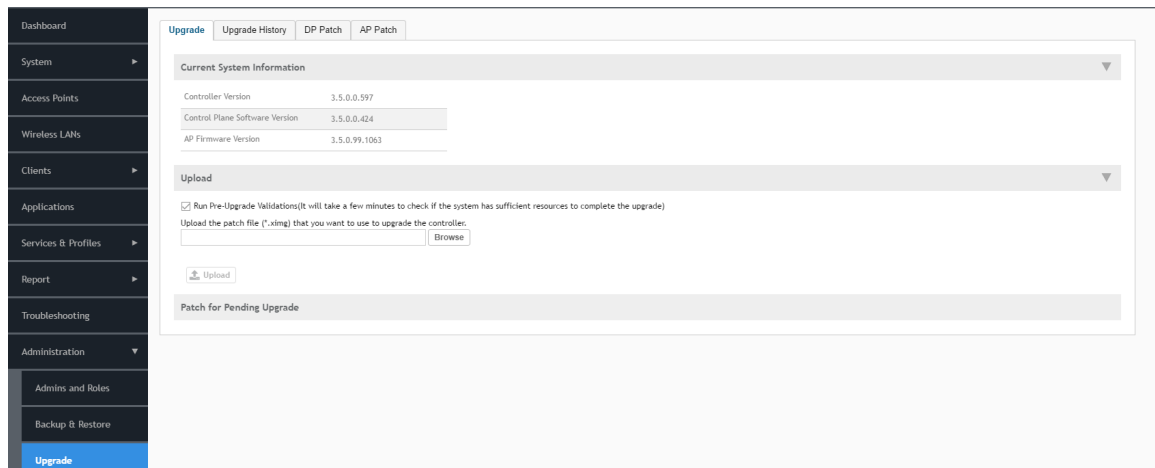 Dashboard
System
Access Points
Wireless LANs
Clients
Applications
Services & Profiles
Report
Troubleshooting
Administration
Admins and Roles
Backup & Restore
Upgrade
Upgrade Upgrade History DP Patch AP Patch
Current System Information
Controller Version 3.5.0.0.597
Control Plane Software Version 3.5.0.0.424
AP Firmware Version 3.5.0.99.1063
Upload
Run Pre-Upgrade Validations(It will take a few minutes to check if the system has sufficient resources to complete the upgrade)
Upload the patch file (*.ximg) that you want to use to upgrade the controller.
Browse
Upload
Patch for Pending Upgrade